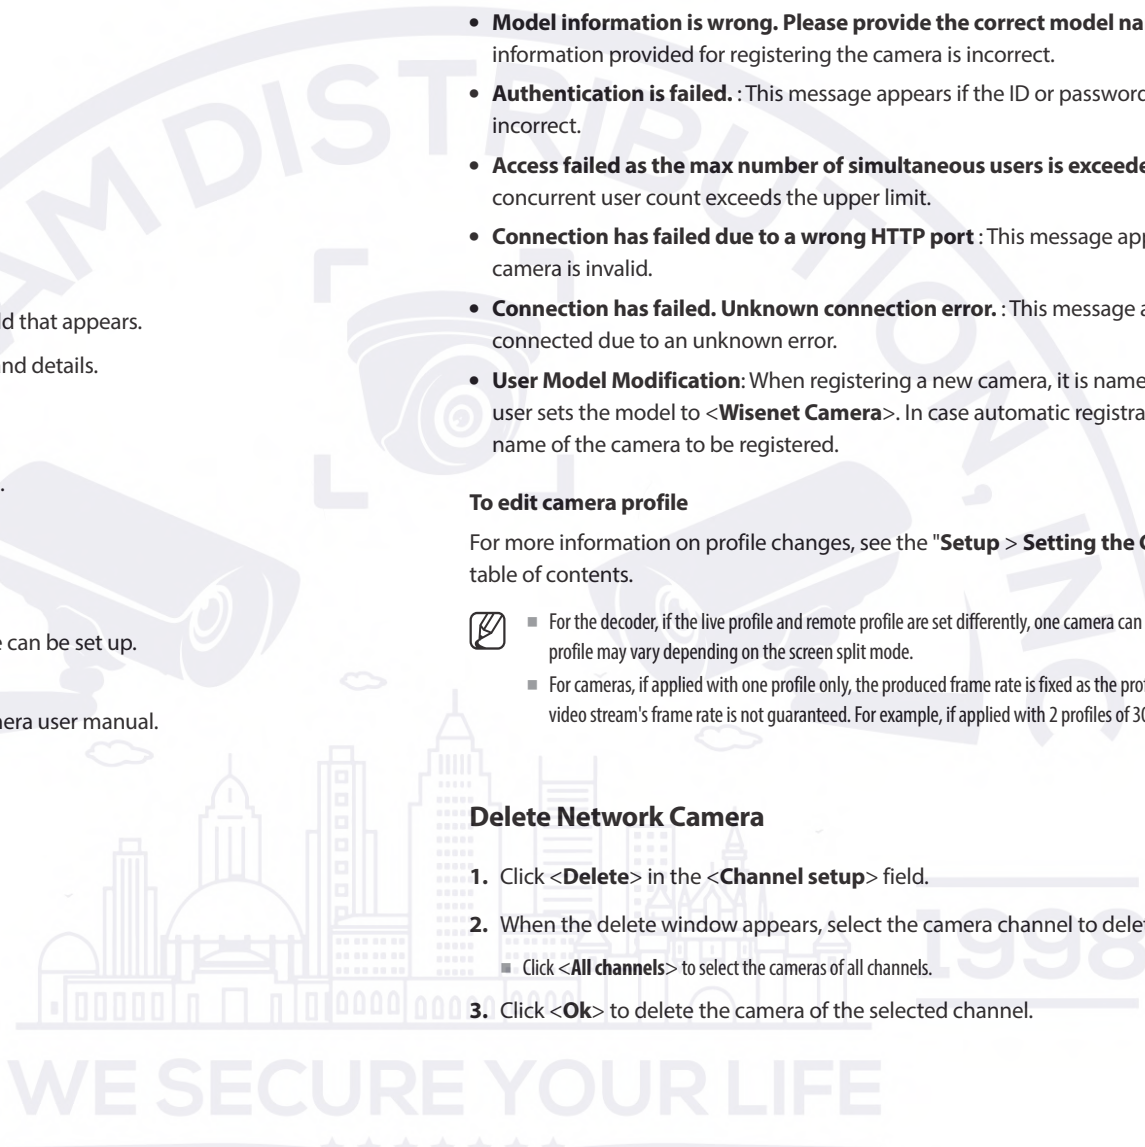 d that appears.
nd details.
.
e can be set up.
nera user manual.
• Model information is wrong. Please provide the correct model na
information provided for registering the camera is incorrect.
• Authentication is failed. : This message appears if the ID or password
incorrect.
• Access failed as the max number of simultaneous users is exceede
concurrent user count exceeds the upper limit.
• Connection has failed due to a wrong HTTP port : This message app
camera is invalid.
• Connection has failed. Unknown connection error. : This message a
connected due to an unknown error.
• User Model Modification: When registering a new camera, it is name
user sets the model to <Wisenet Camera>. In case automatic registra
name of the camera to be registered.
To edit camera profile
For more information on profile changes, see the "Setup > Setting the C
table of contents.
■ For the decoder, if the live profile and remote profile are set differently, one camera can
profile may vary depending on the screen split mode.
■ For cameras, if applied with one profile only, the produced frame rate is fixed as the prof
video stream's frame rate is not guaranteed. For example, if applied with 2 profiles of 30
Delete Network Camera
1. Click <Delete> in the <Channel setup> field.
2. When the delete window appears, select the camera channel to delet
■ Click <All channels> to select the cameras of all channels.
3. Click <Ok> to delete the camera of the selected channel.
AM DISTRIBUTION, INC
1998
WE SECURE YOUR LIFE